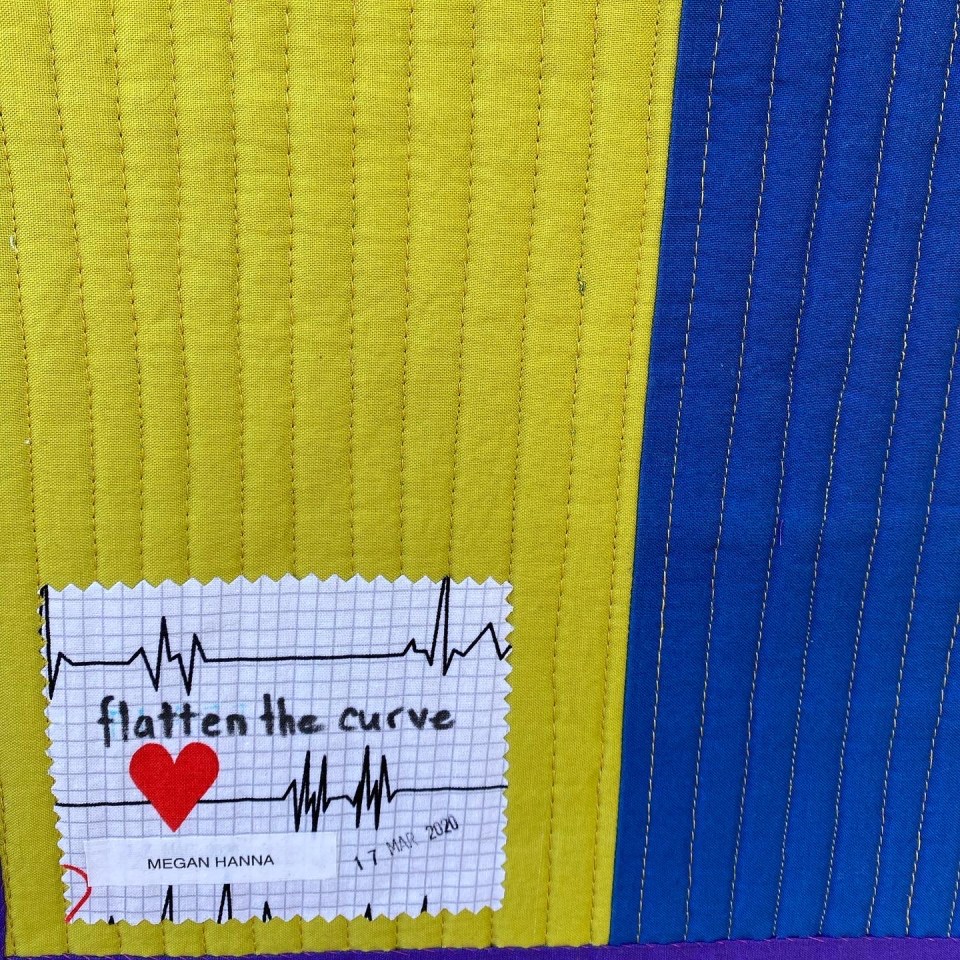 flatten the curve
MEGAN HANNA
17 MAR 2020